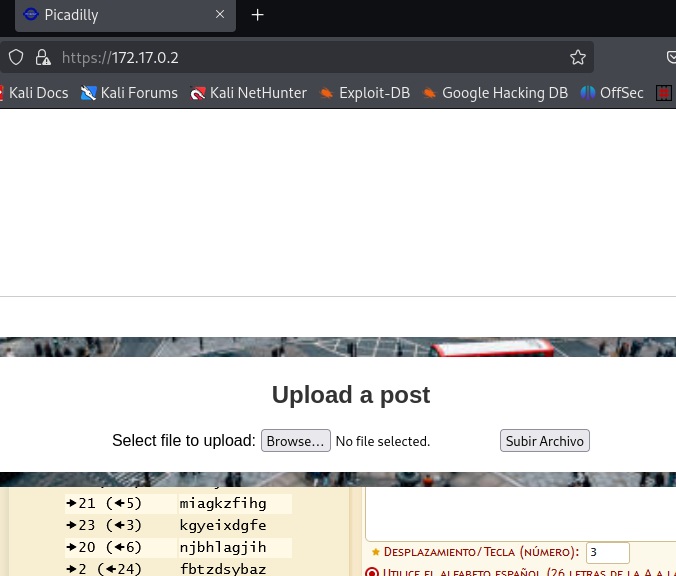 Picadilly
https://172.17.0.2
Kali Docs Kali Forums Kali NetHunter Exploit-DB Google Hacking DB OffSec
Upload a post
Select file to upload: Browse... No file selected. Subir Archivo
➔21 (🡰5) miagkzfihg
➔23 (🡰3) kgyeixdgfe
➔20 (🡰6) njbhlagjih
➔2 (🡰24) fbtzdsybaz
★ Desplazamiento/Tecla (número): 3
Utilice el alfabeto español (26 letras de la A a la